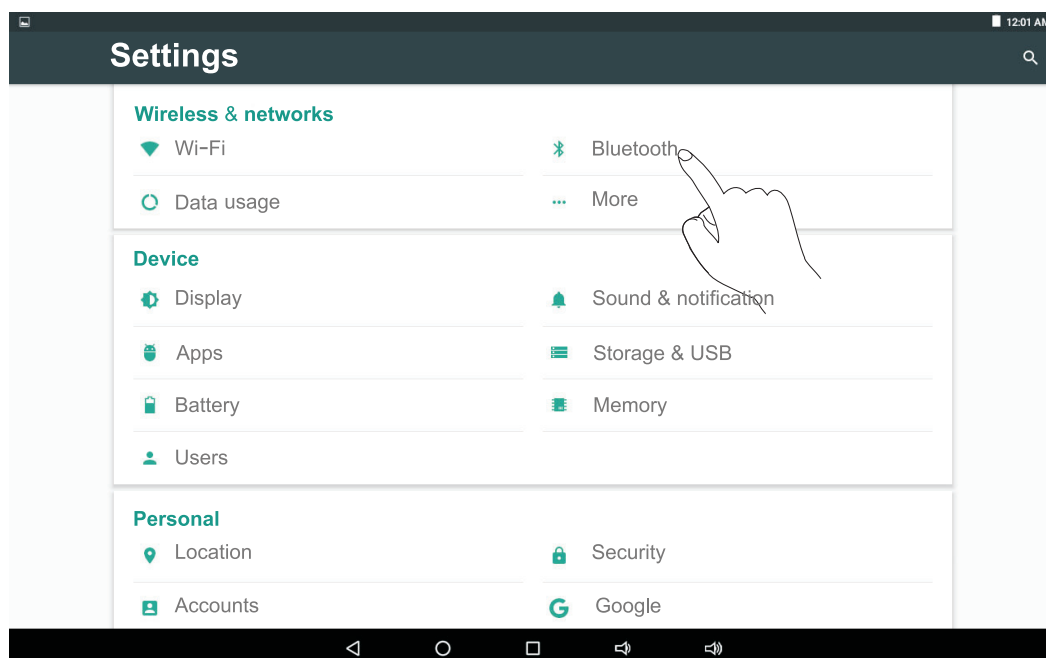 12:01 AM
Settings
Wireless & networks
Wi-Fi
Bluetooth
Data usage
More
Device
Display
Sound & notification
Apps
Storage & USB
Battery
Memory
Users
Personal
Location
Security
Accounts
Google